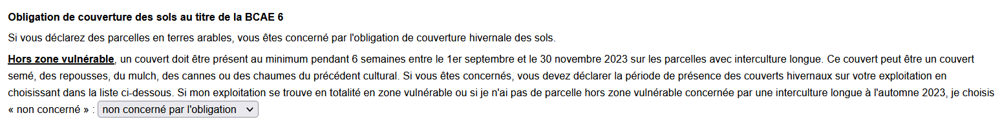 Obligation de couverture des sols au titre de la BCAE 6
Si vous déclarez des parcelles en terres arables, vous êtes concerné par l'obligation de couverture hivernale des sols.
Hors zone vulnérable, un couvert doit être présent au minimum pendant 6 semaines entre le 1er septembre et le 30 novembre 2023 sur les parcelles avec interculture longue. Ce couvert peut être un couvert
semé, des repousses, du mulch, des cannes ou des chaumes du précédent cultural. Si vous êtes concernés, vous devez déclarer la période de présence des couverts hivernaux sur votre exploitation en
choisissant dans la liste ci-dessous. Si mon exploitation se trouve en totalité en zone vulnérable ou si je n'ai pas de parcelle hors zone vulnérable concernée par une interculture longue à l'automne 2023, je choisis
« non concerné » : non concerné par l'obligation